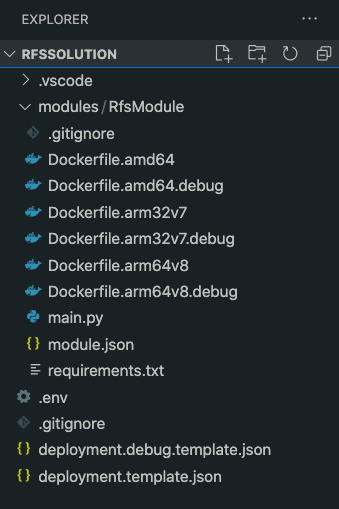 EXPLORER
RFSSOLUTION
.vscode
modules / RfsModule
.gitignore
Dockerfile.amd64
Dockerfile.amd64.debug
Dockerfile.arm32v7
Dockerfile.arm32v7.debug
Dockerfile.arm64v8
Dockerfile.arm64v8.debug
main.py
module.json
requirements.txt
.env
.gitignore
deployment.debug.template.json
deployment.template.json